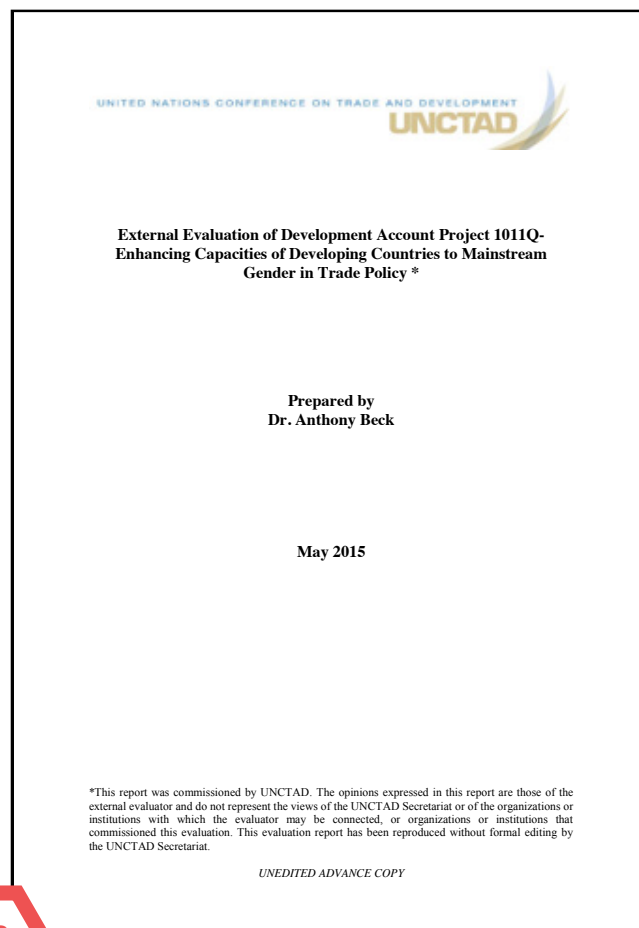 UNITED NATIONS CONFERENCE ON TRADE AND DEVELOPMENT
UNCTAD
External Evaluation of Development Account Project 1011Q-
Enhancing Capacities of Developing Countries to Mainstream
Gender in Trade Policy *
Prepared by
Dr. Anthony Beck
May 2015
*This report was commissioned by UNCTAD. The opinions expressed in this report are those of the
external evaluator and do not represent the views of the UNCTAD Secretariat or of the organizations or
institutions with which the evaluator may be connected, or organizations or institutions that
commissioned this evaluation. This evaluation report has been reproduced without formal editing by
the UNCTAD Secretariat.
UNEDITED ADVANCE COPY